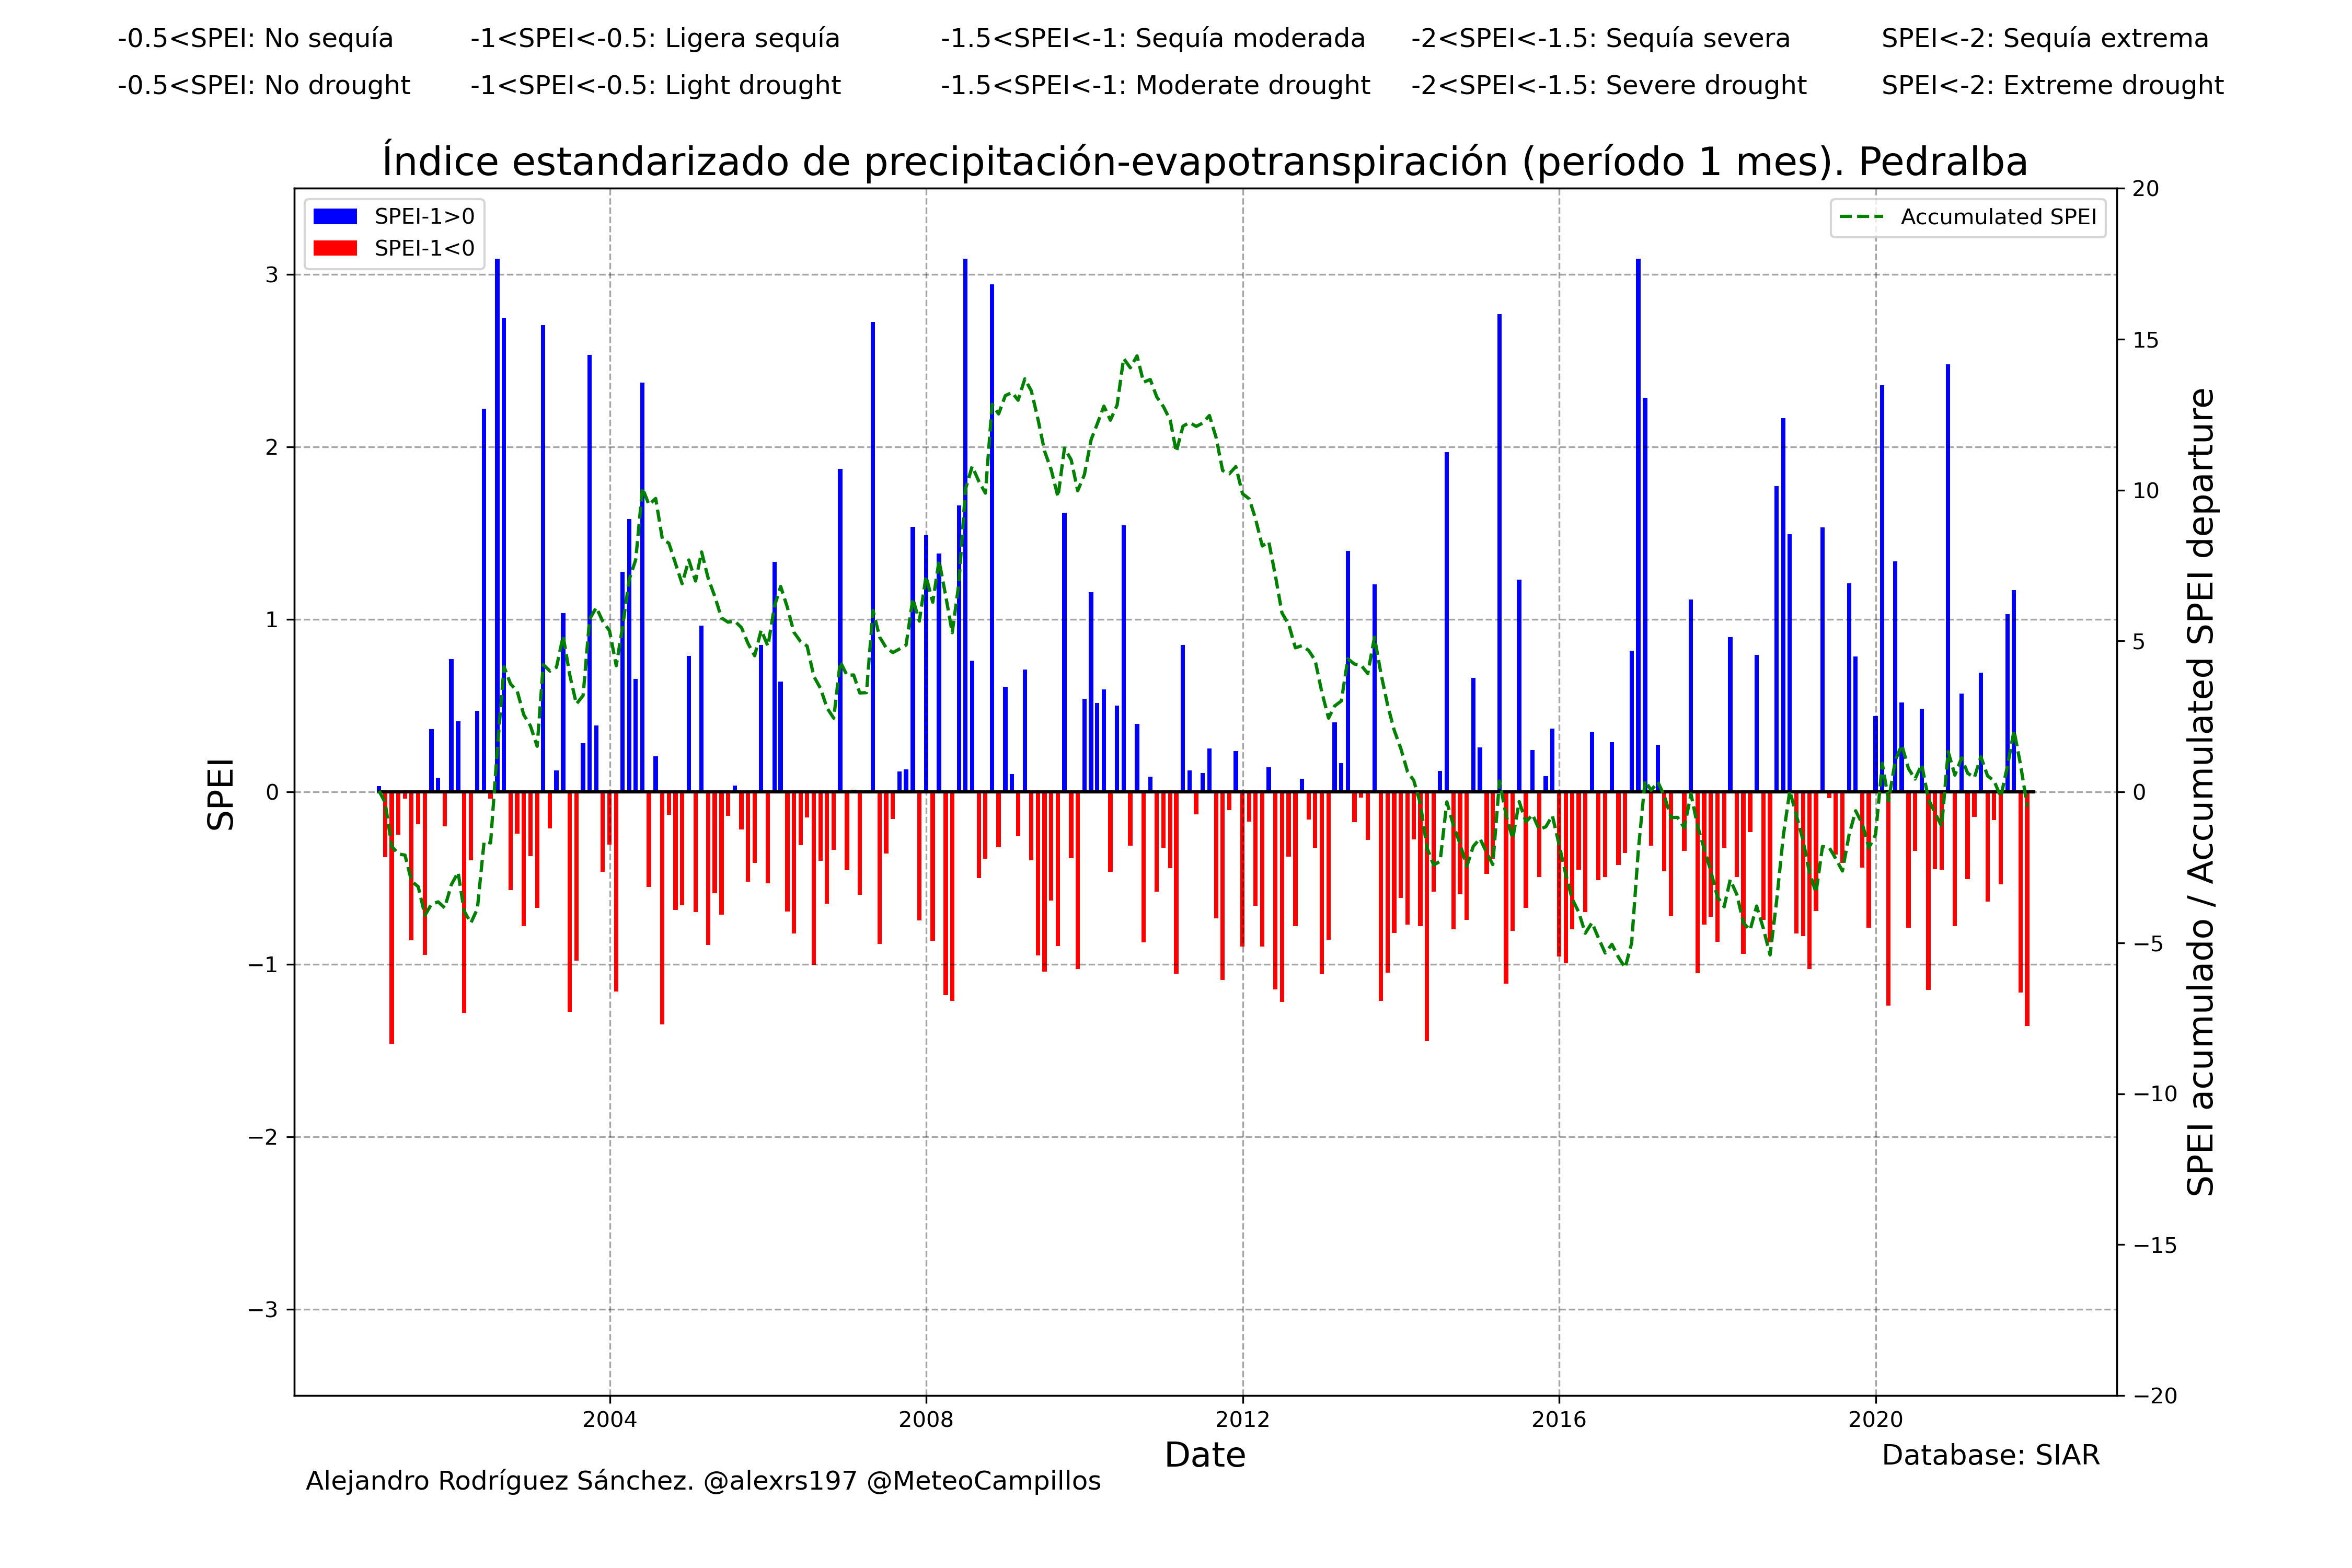 -0.5<SPEI: No sequía -1<SPEI<-0.5: Ligera sequía -1.5<SPEI<-1: Sequía moderada -2<SPEI<-1.5: Sequía severa SPEI<-2: Sequía extrema
-0.5<SPEI: No drought -1<SPEI<-0.5: Light drought -1.5<SPEI<-1: Moderate drought -2<SPEI<-1.5: Severe drought SPEI<-2: Extreme drought
Índice estandarizado de precipitación-evapotranspiración (período 1 mes). Pedralba
SPEI-1>0
SPEI-1<0
Accumulated SPEI
SPEI
3
2
1
0
−1
−2
−3
20
15
10
5
0
−5
−10
−15
−20
SPEI acumulado / Accumulated SPEI departure
2004 2008 2012 2016 2020
Date
Database: SIAR
Alejandro Rodríguez Sánchez. @alexrs197 @MeteoCampillos